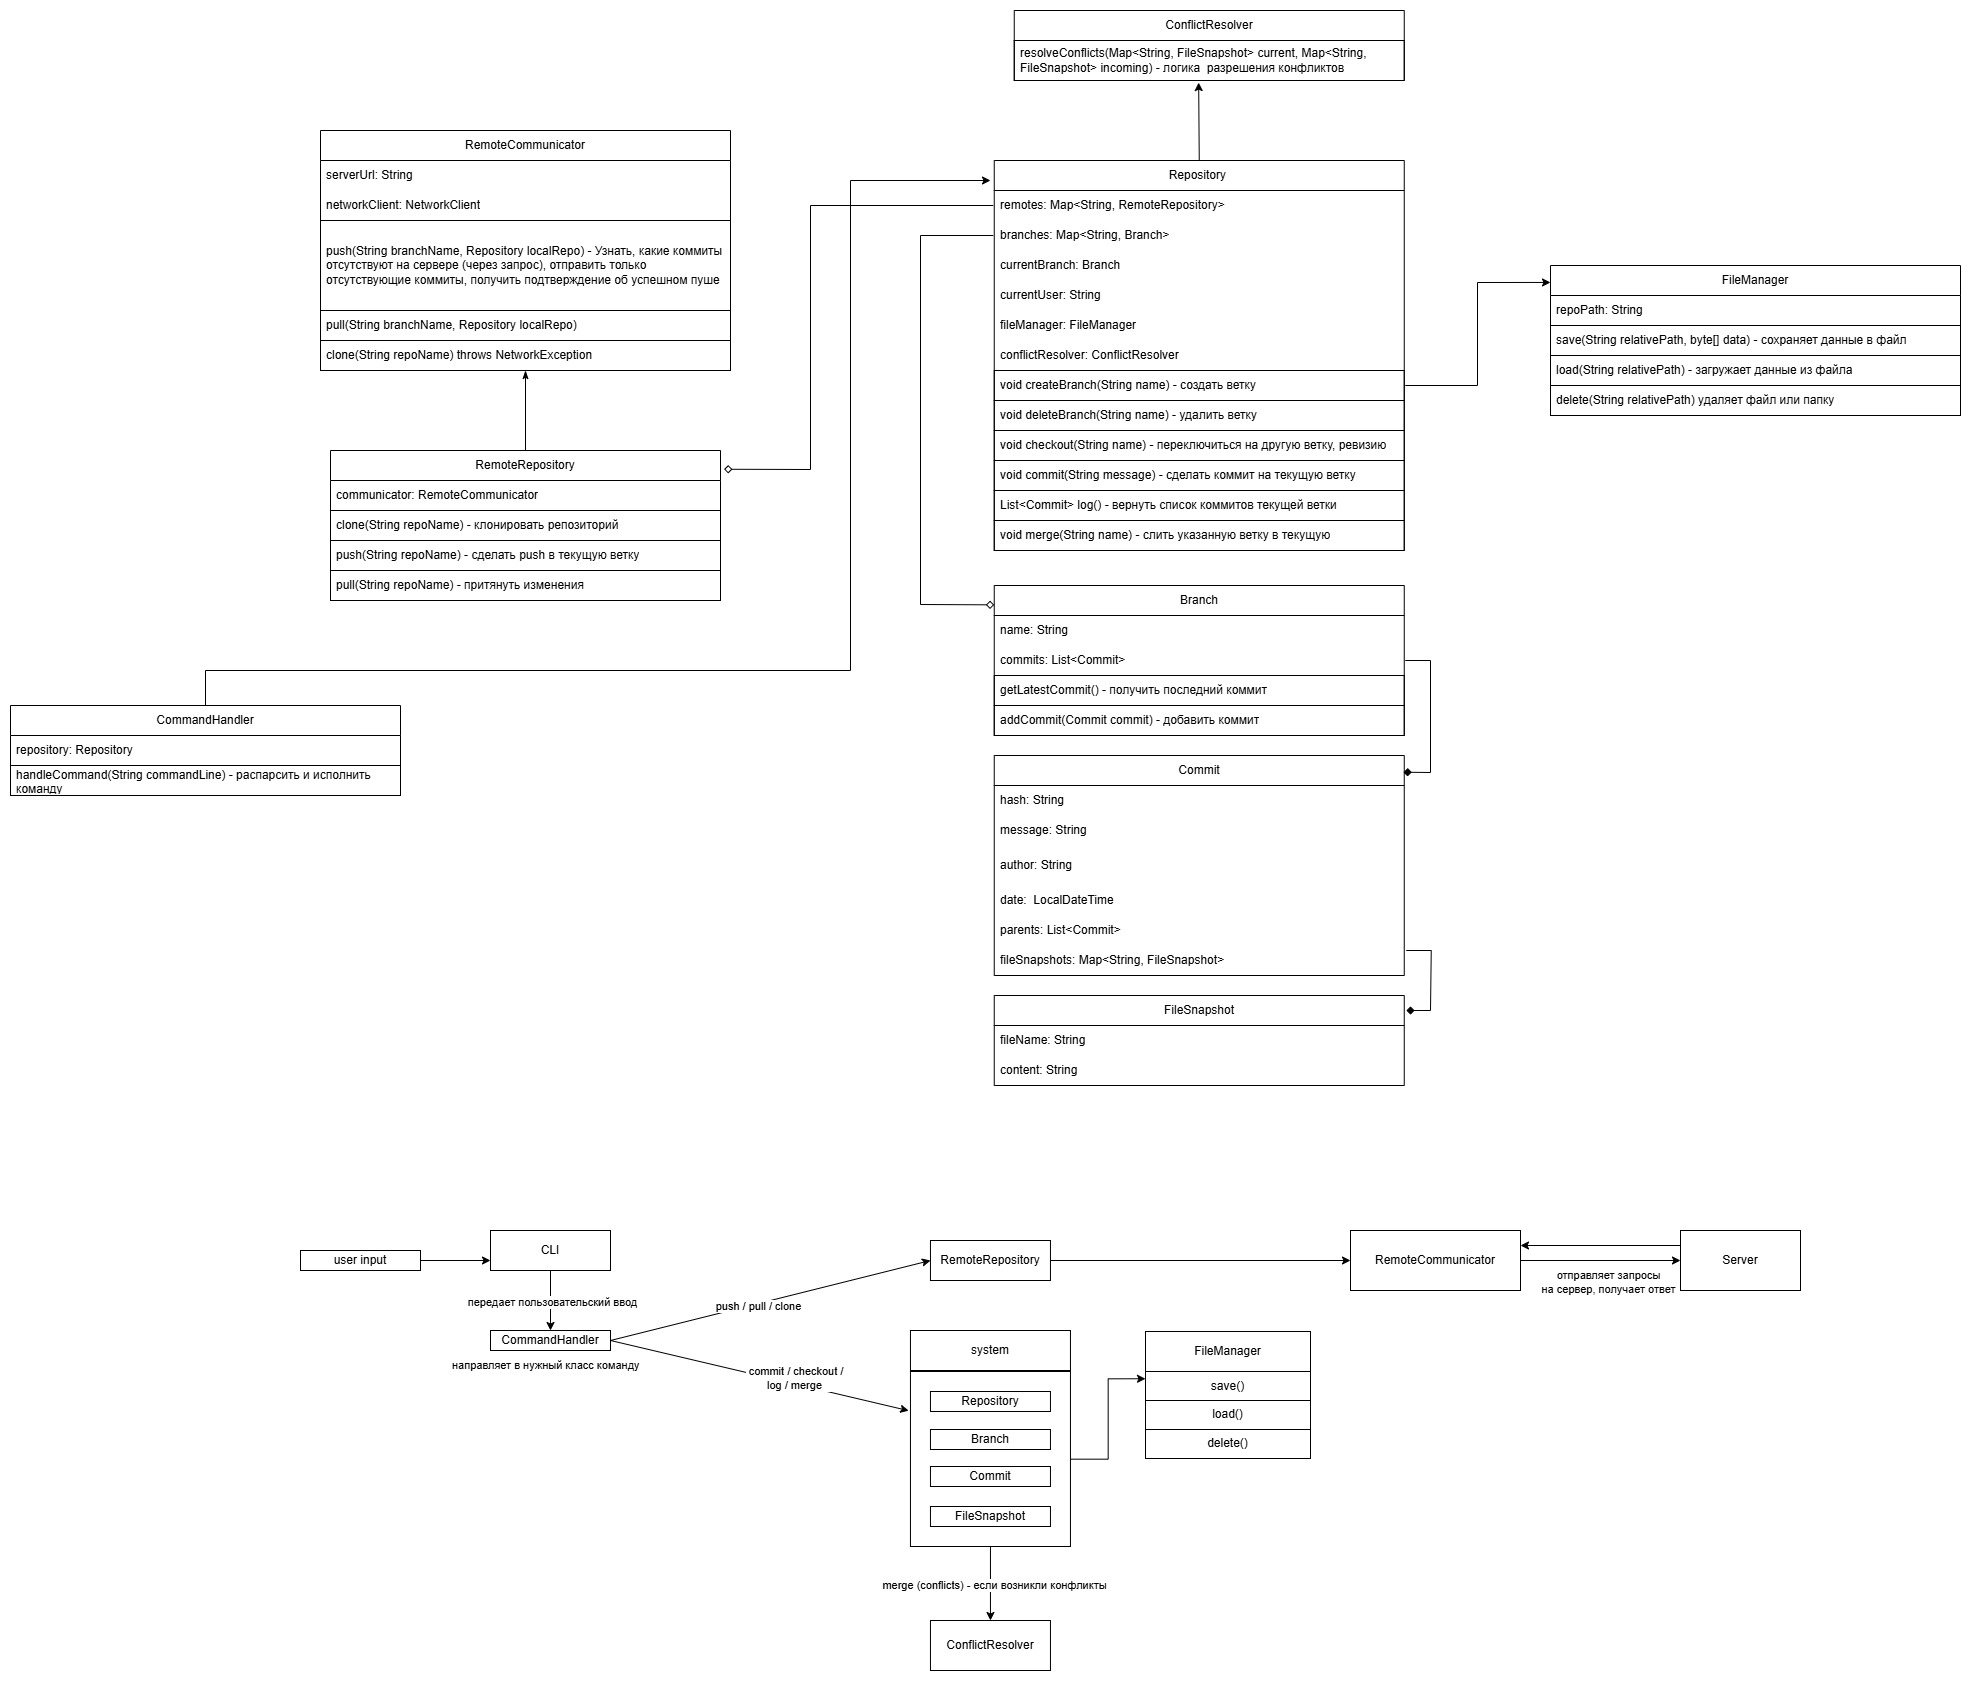 ConflictResolver
resolveConflicts(Map<String, FileSnapshot> current, Map<String,
FileSnapshot> incoming) - логика  разрешения конфликтов
RemoteCommunicator
serverUrl: String
networkClient: NetworkClient
push(String branchName, Repository localRepo) - Узнать, какие коммиты
отсутствуют на сервере (через запрос), отправить только
отсутствующие коммиты, получить подтверждение об успешном пуше
pull(String branchName, Repository localRepo)
clone(String repoName) throws NetworkException
Repository
remotes: Map<String, RemoteRepository>
branches: Map<String, Branch>
currentBranch: Branch
currentUser: String
fileManager: FileManager
conflictResolver: ConflictResolver
void createBranch(String name) - создать ветку
void deleteBranch(String name) - удалить ветку
void checkout(String name) - переключиться на другую ветку, ревизию
void commit(String message) - сделать коммит на текущую ветку
List<Commit> log() - вернуть список коммитов текущей ветки
void merge(String name) - слить указанную ветку в текущую
FileManager
repoPath: String
save(String relativePath, byte[] data) - сохраняет данные в файл
load(String relativePath) - загружает данные из файла
delete(String relativePath) удаляет файл или папку
RemoteRepository
communicator: RemoteCommunicator
clone(String repoName) - клонировать репозиторий
push(String repoName) - сделать push в текущую ветку
pull(String repoName) - притянуть изменения
Branch
name: String
commits: List<Commit>
getLatestCommit() - получить последний коммит
addCommit(Commit commit) - добавить коммит
CommandHandler
repository: Repository
handleCommand(String commandLine) - распарсить и исполнить
команду
Commit
hash: String
message: String
author: String
date:  LocalDateTime
parents: List<Commit>
fileSnapshots: Map<String, FileSnapshot>
FileSnapshot
fileName: String
content: String
user input
CLI
передает пользовательский ввод
CommandHandler
направляет в нужный класс команду
push / pull / clone
commit / checkout /
log / merge
RemoteRepository
RemoteCommunicator
Server
отправляет запросы
на сервер, получает ответ
system
Repository
Branch
Commit
FileSnapshot
FileManager
save()
load()
delete()
merge (conflicts) - если возникли конфликты
ConflictResolver